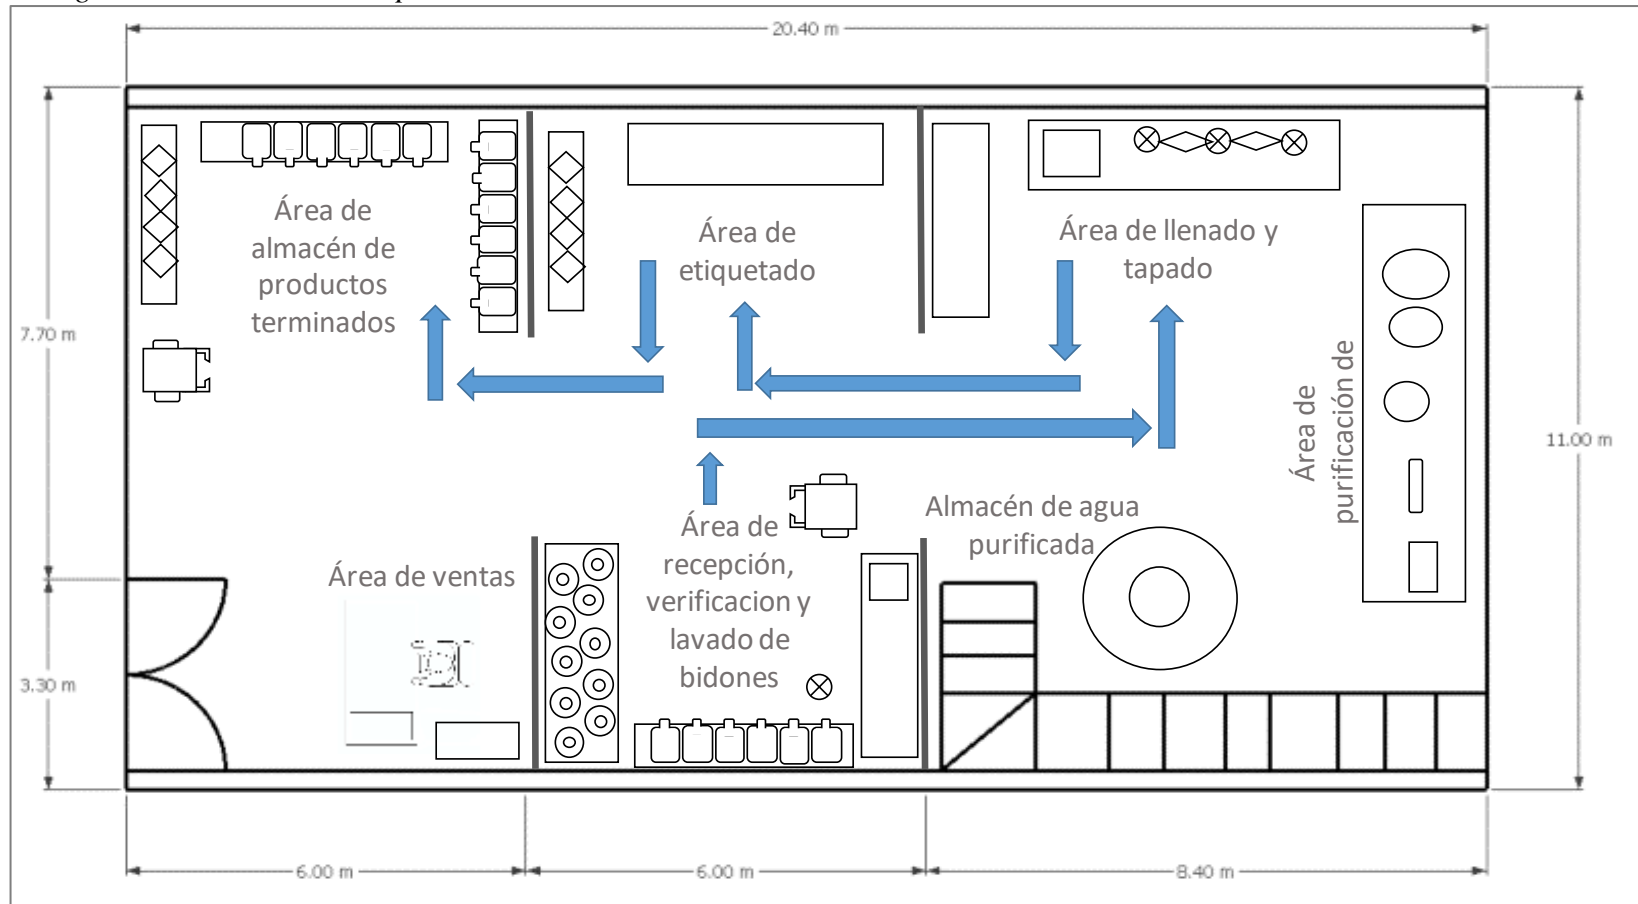 20.40 m
Área de
almacén de
productos
terminados
Área de
etiquetado
Área de llenado y
tapado
7.70 m
Área de
purificación de
11.00 m
Área de
recepción,
verificacion y
lavado de
bidones
Almacén de agua
purificada
Área de ventas
3.30 m
6.00 m
6.00 m
8.40 m